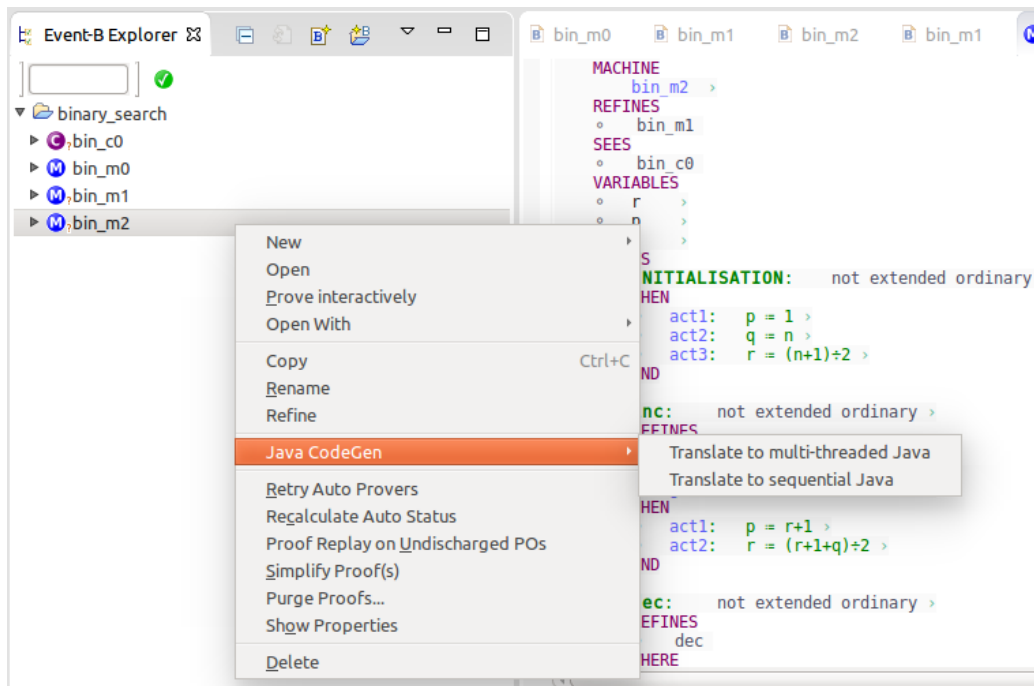 Event-B Explorer
binary_search
bin_c0
bin_m0
bin_m1
bin_m2
New
Open
Prove interactively
Open With
Copy Ctrl+C
Rename
Refine
Java CodeGen
Retry Auto Provers
Recalculate Auto Status
Proof Replay on Undischarged POs
Simplify Proof(s)
Purge Proofs...
Show Properties
Delete
Translate to multi-threaded Java
Translate to sequential Java
bin_m0 bin_m1 bin_m2 bin_m1
MACHINE
bin_m2
REFINES
bin_m1
SEES
bin_c0
VARIABLES
r
p
S
NITIALISATION: not extended ordinary
HEN
act1: p ≔ 1
act2: q ≔ n
act3: r ≔ (n+1)÷2
ND
nc: not extended ordinary
EFINES
HEN
act1: p ≔ r+1
act2: r ≔ (r+1+q)÷2
ND
ec: not extended ordinary
EFINES
dec
HERE